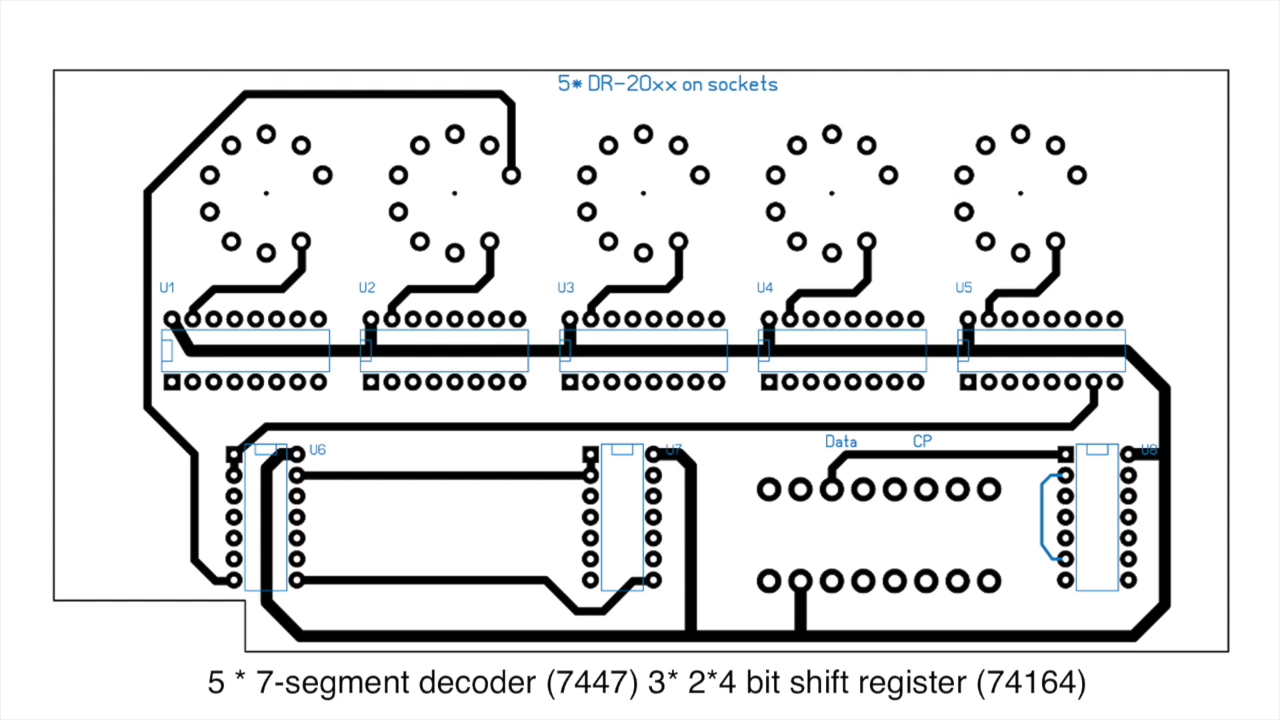 5* DR-20xx on sockets
U1 U2 U3 U4 U5
Data CP
U6 U7 U8
5 * 7-segment decoder (7447) 3* 2*4 bit shift register (74164)